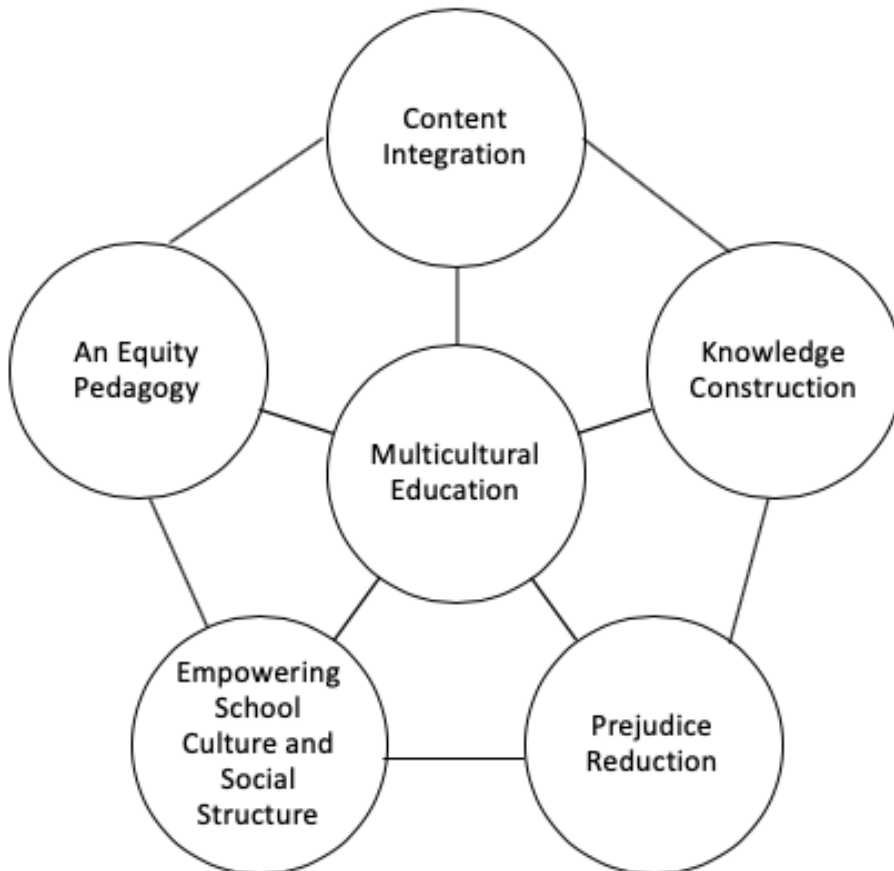 Content
Integration
An Equity
Pedagogy
Knowledge
Construction
Multicultural
Education
Empowering
School
Culture and
Social
Structure
Prejudice
Reduction